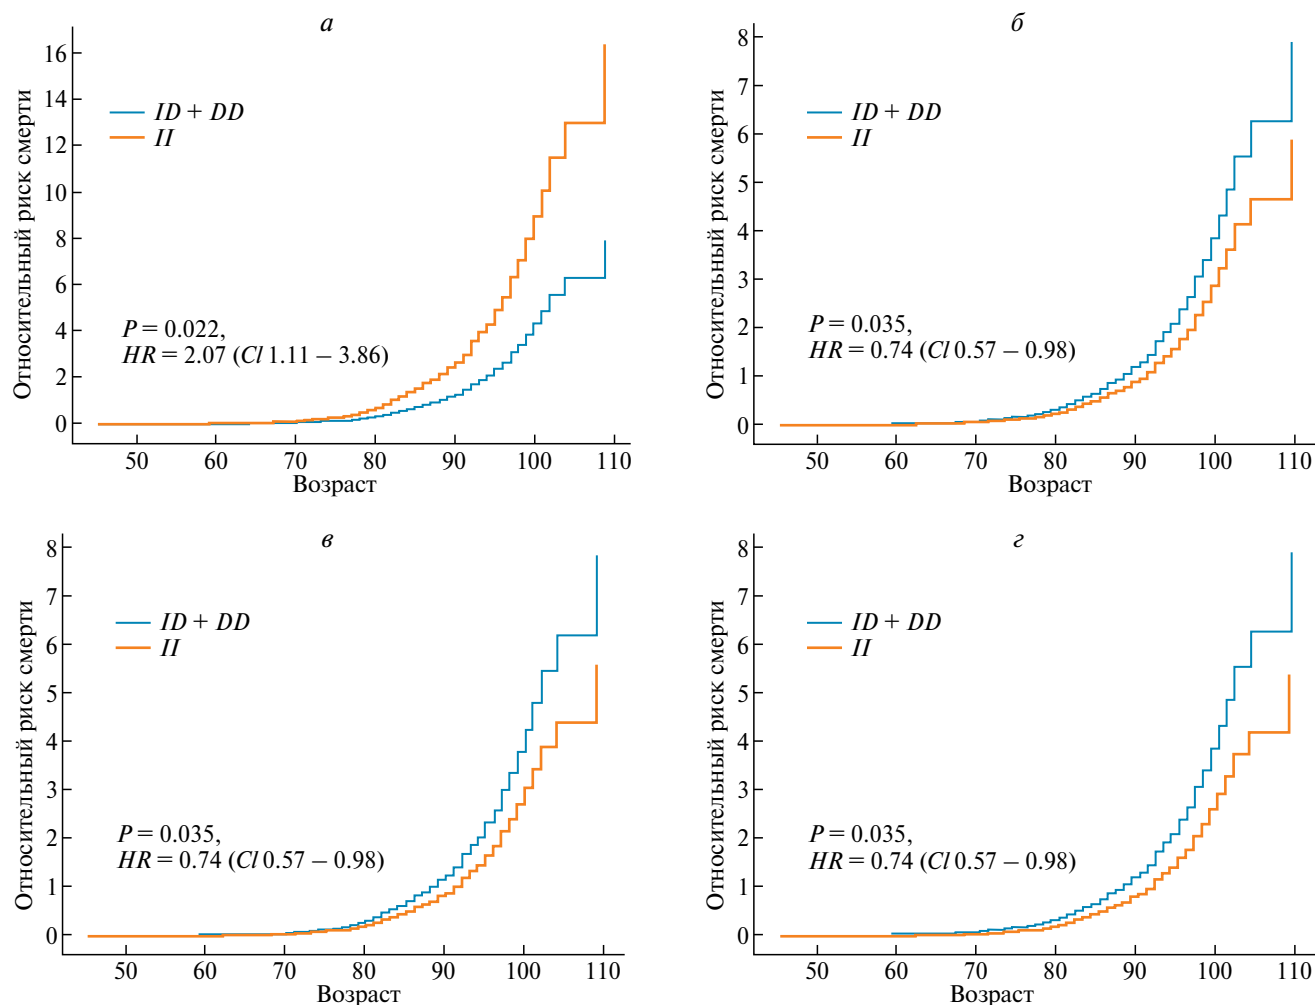 а
Относительный риск смерти
16
14
12
10
8
6
4
2
0
ID + DD
II
P = 0.022,
HR = 2.07 (Cl 1.11 – 3.86)
50 60 70 80 90 100 110
Возраст
б
Относительный риск смерти
8
7
6
5
4
3
2
1
0
ID + DD
II
P = 0.035,
HR = 0.74 (Cl 0.57 – 0.98)
50 60 70 80 90 100 110
Возраст
в
Относительный риск смерти
8
7
6
5
4
3
2
1
0
ID + DD
II
P = 0.035,
HR = 0.74 (Cl 0.57 – 0.98)
50 60 70 80 90 100 110
Возраст
г
Относительный риск смерти
8
7
6
5
4
3
2
1
0
ID + DD
II
P = 0.035,
HR = 0.74 (Cl 0.57 – 0.98)
50 60 70 80 90 100 110
Возраст